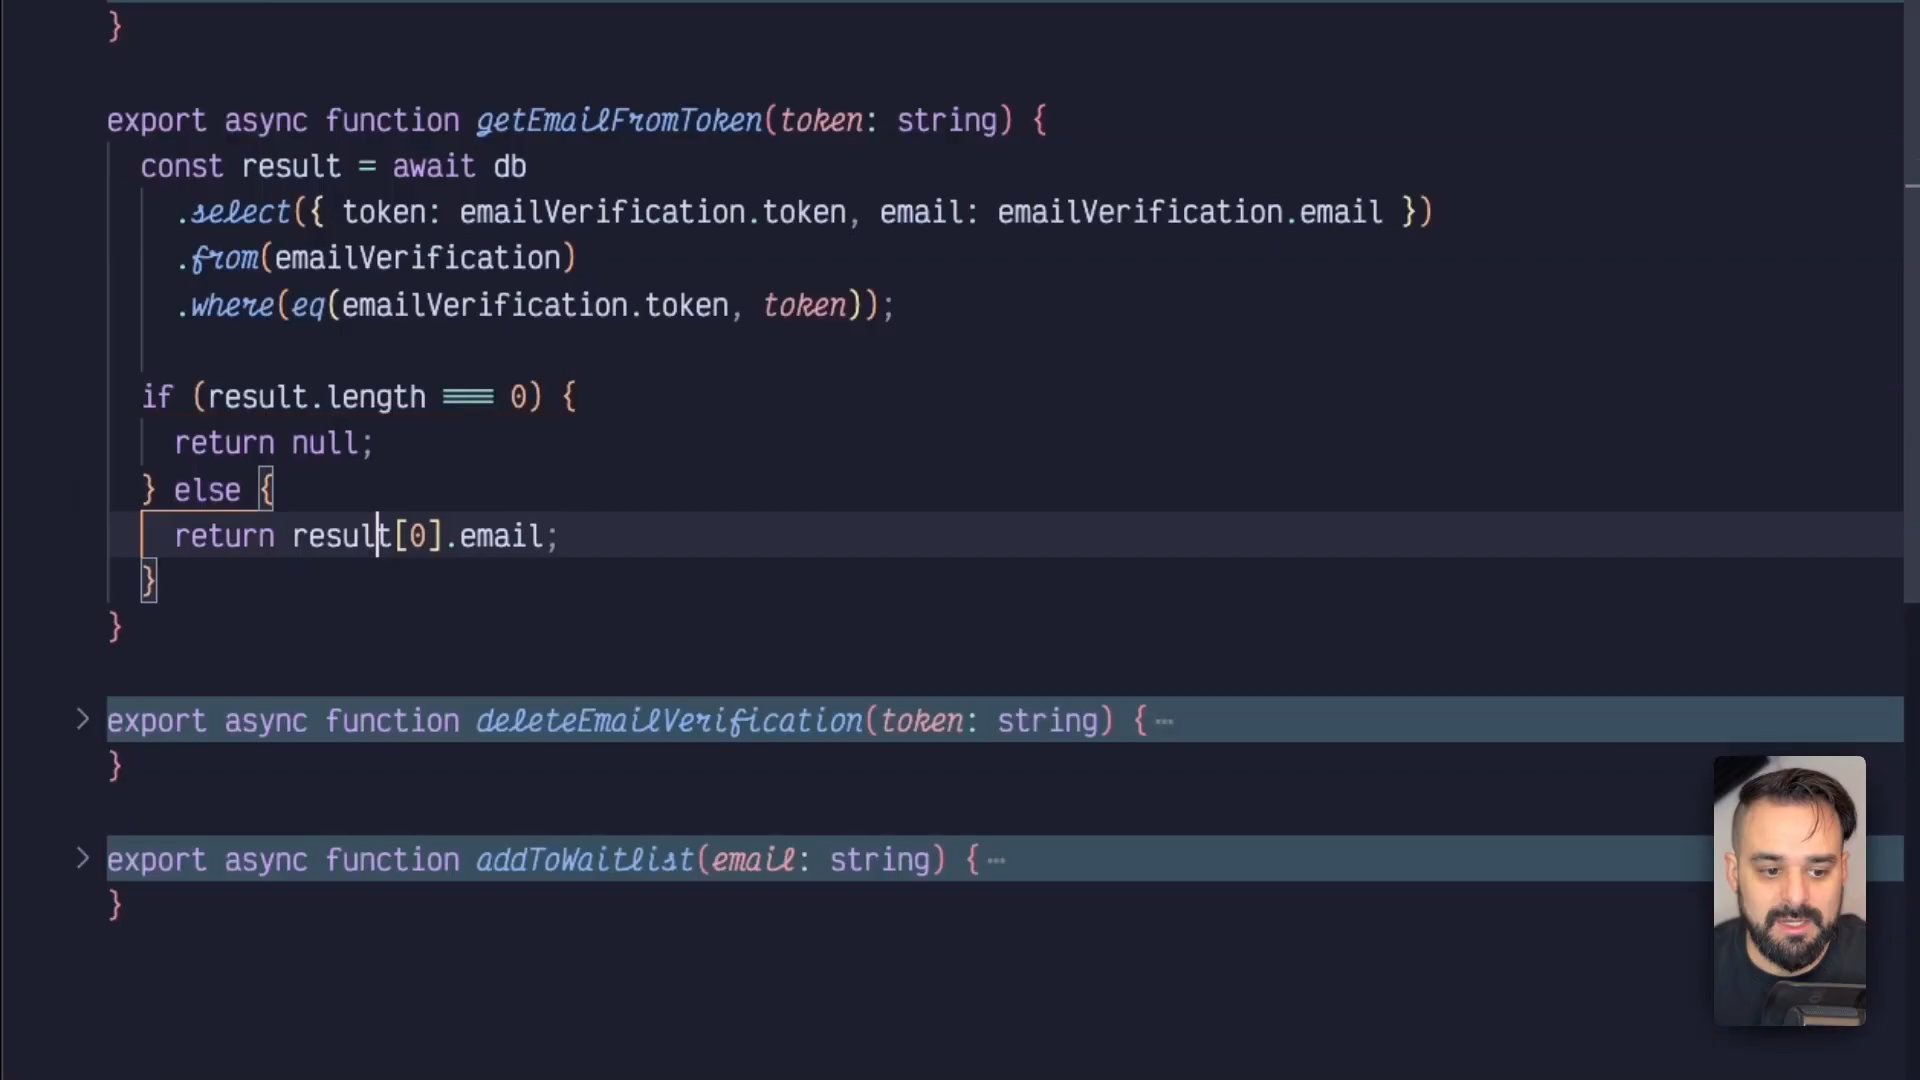 }
export async function getEmailFromToken(token: string) {
const result = await db
.select({ token: emailVerification.token, email: emailVerification.email })
.from(emailVerification)
.where(eq(emailVerification.token, token));
if (result.length === 0) {
return null;
} else {
return result[0].email;
}
}
export async function deleteEmailVerification(token: string) {⋯
}
export async function addToWaitlist(email: string) {⋯
}